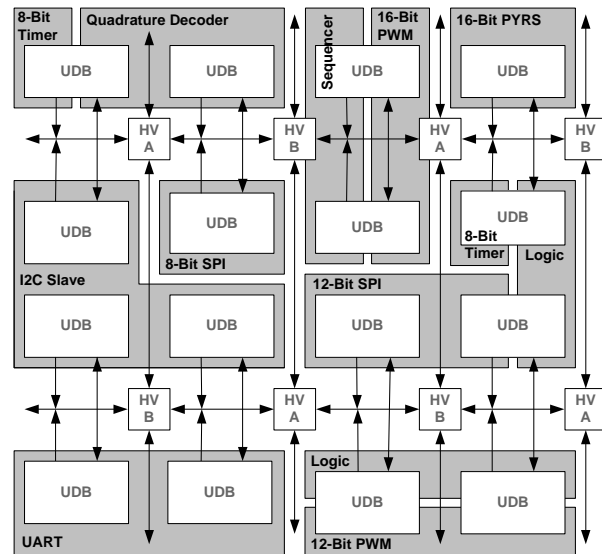 8-Bit Timer
Quadrature Decoder
Sequencer
16-Bit PWM
16-Bit PYRS
UDB
UDB
UDB
UDB
HV A
HV B
HV A
HV B
UDB
UDB
UDB
UDB
8-Bit SPI
8-Bit Timer
Logic
I2C Slave
12-Bit SPI
UDB
UDB
UDB
UDB
HV B
HV A
HV B
HV A
Logic
UDB
UDB
UDB
UDB
UART
12-Bit PWM